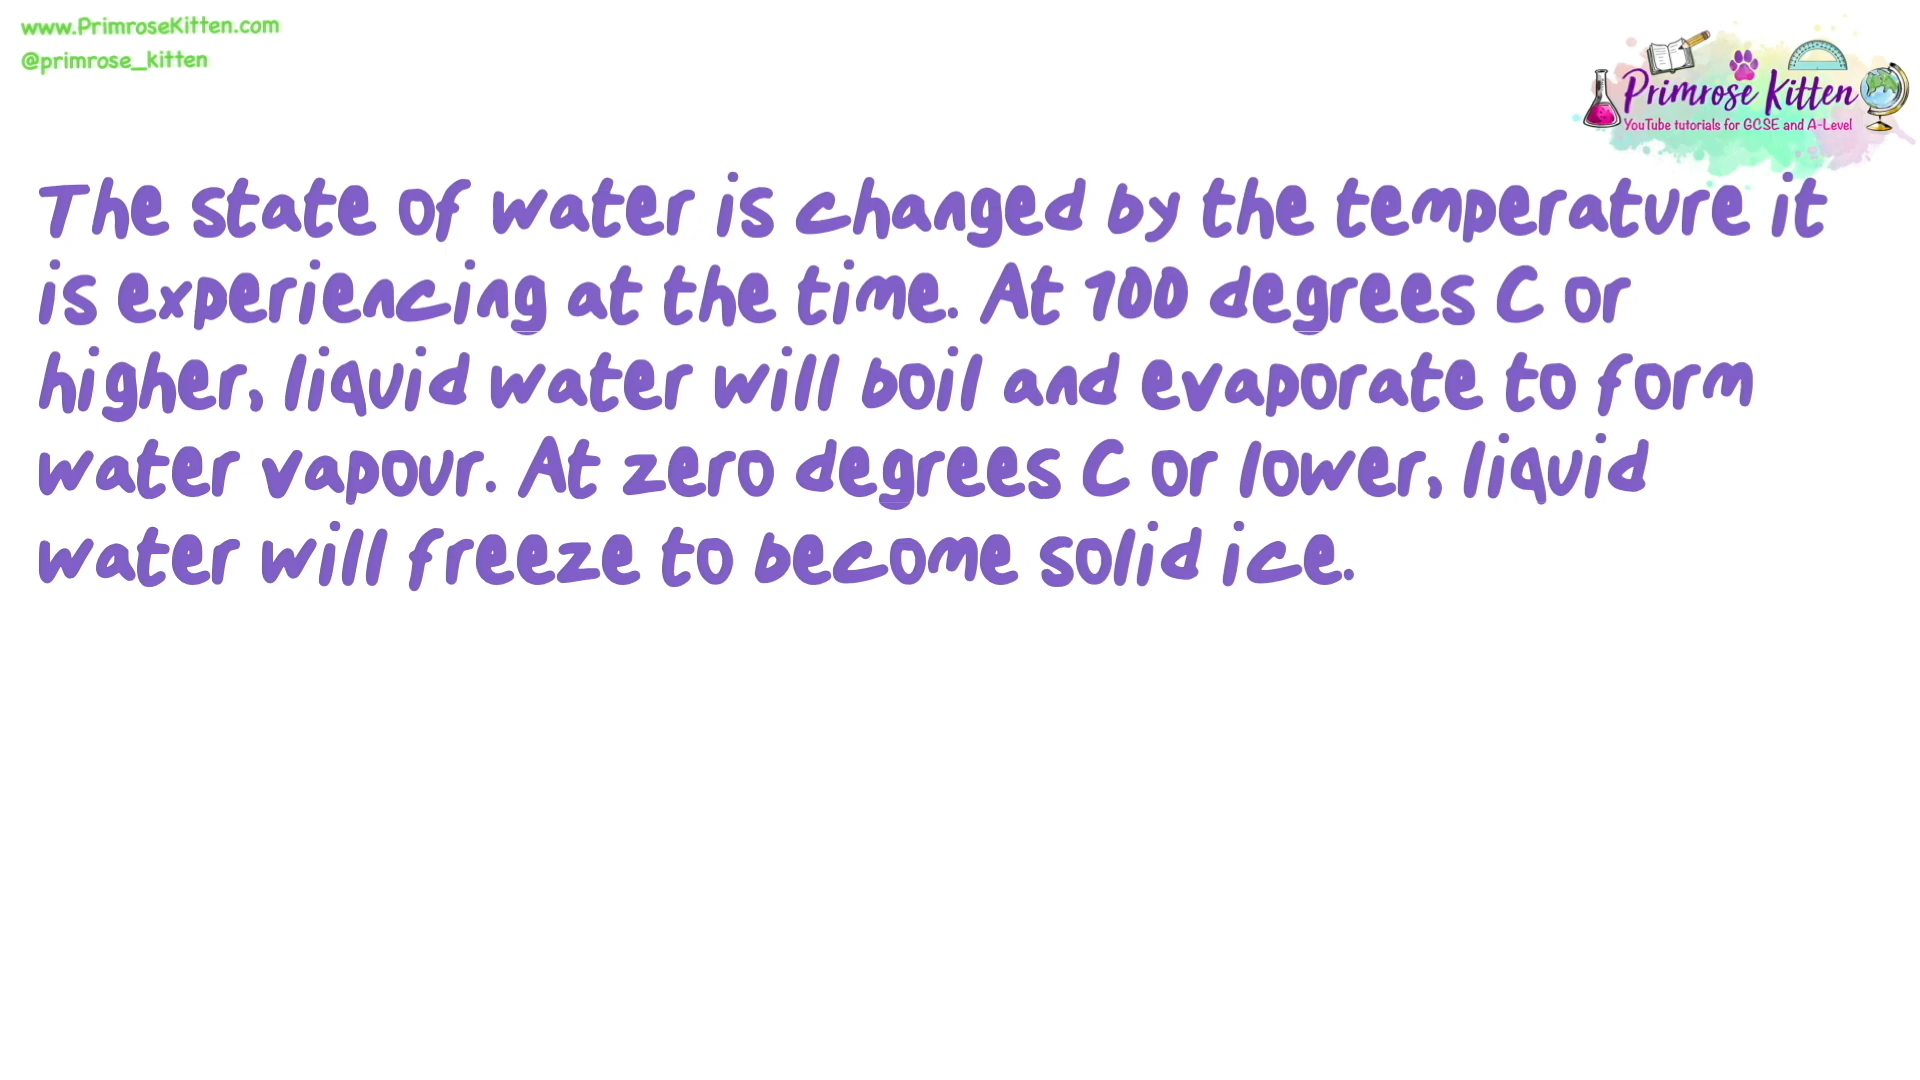 www.PrimroseKitten.com
@primrose_kitten
Primrose Kitten
YouTube tutorials for GCSE and A-Level
The state of water is changed by the temperature it
is experiencing at the time. At 100 degrees C or
higher, liquid water will boil and evaporate to form
water vapour. At zero degrees C or lower, liquid
water will freeze to become solid ice.